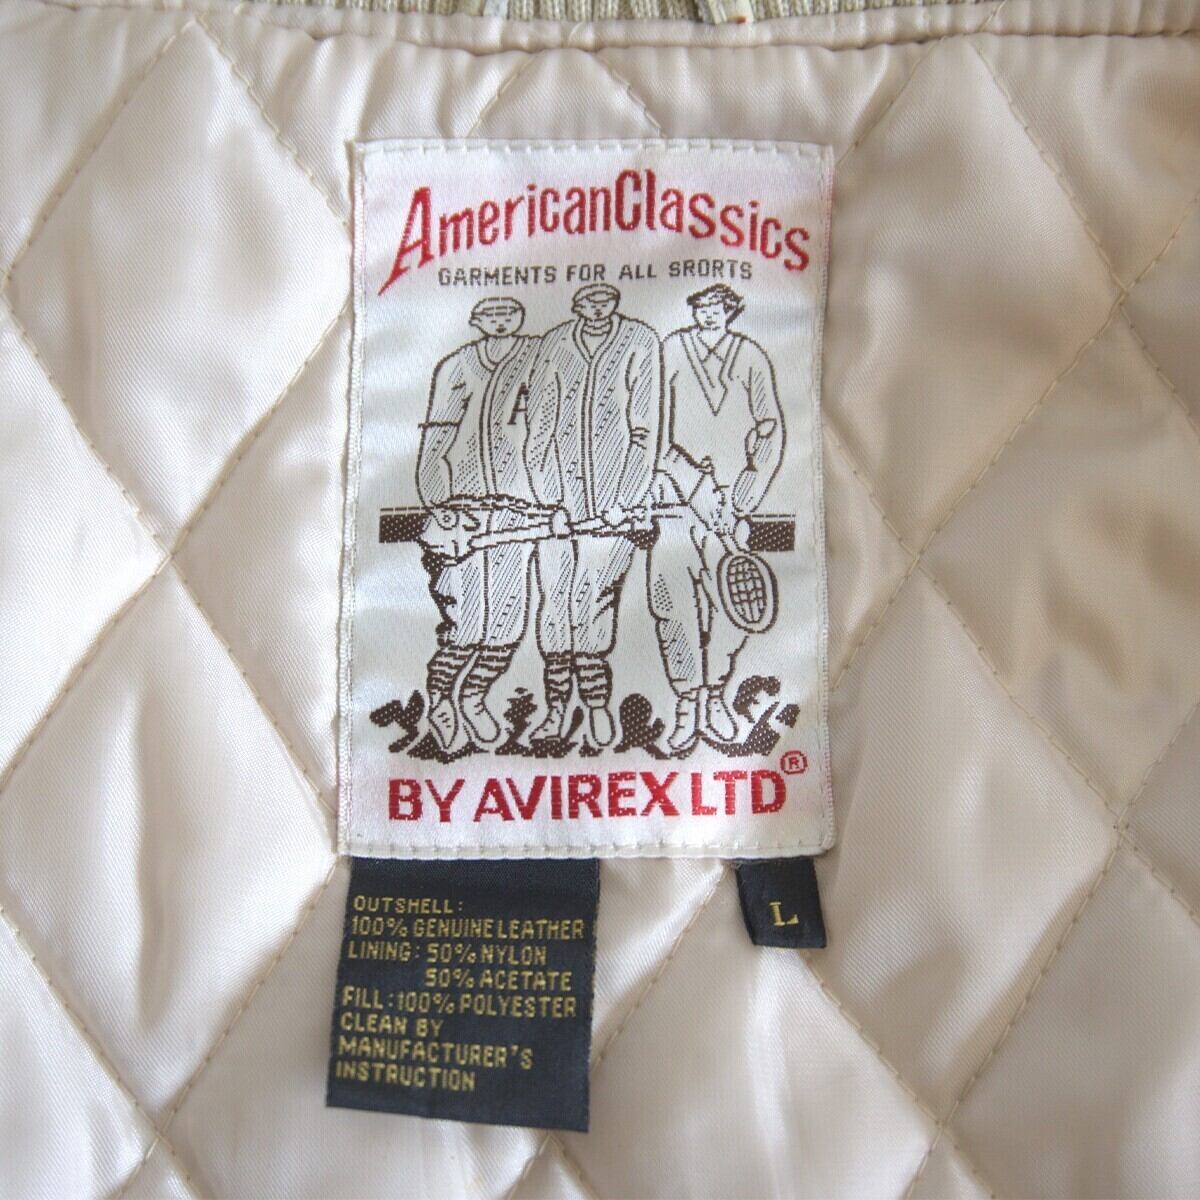 AmericanClassics
GARMENTS FOR ALL SRORTS
A
BY AVIREX LTD®
OUTSHELL:
100% GENUINE LEATHER
LINING: 50% NYLON
50% ACETATE
FILL: 100% POLYESTER
CLEAN BY
MANUFACTURER'S
INSTRUCTION
L